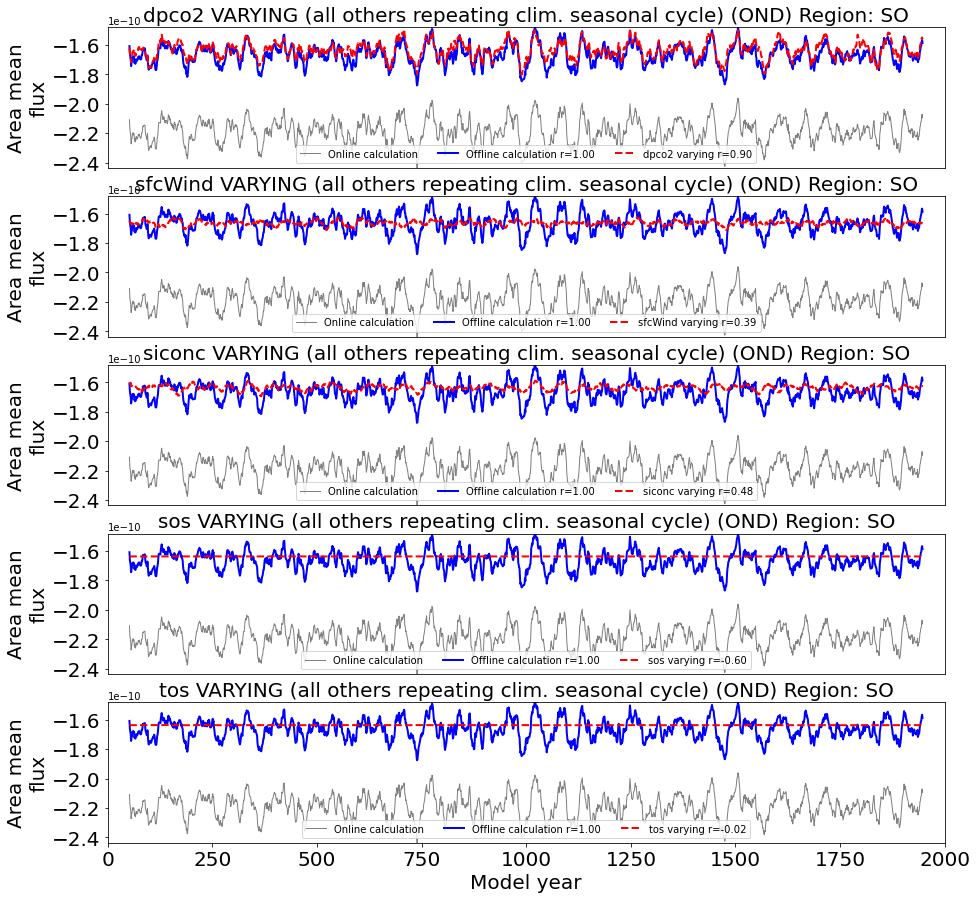 1e−10
dpco2 VARYING (all others repeating clim. seasonal cycle) (OND) Region: SO
Area mean
flux
−1.6
−1.8
−2.0
−2.2
−2.4
Online calculation Offline calculation r=1.00 dpco2 varying r=0.90
1e−10
sfcWind VARYING (all others repeating clim. seasonal cycle) (OND) Region: SO
Area mean
flux
−1.6
−1.8
−2.0
−2.2
−2.4
Online calculation Offline calculation r=1.00 sfcWind varying r=0.39
1e−10
siconc VARYING (all others repeating clim. seasonal cycle) (OND) Region: SO
Area mean
flux
−1.6
−1.8
−2.0
−2.2
−2.4
Online calculation Offline calculation r=1.00 siconc varying r=0.48
1e−10
sos VARYING (all others repeating clim. seasonal cycle) (OND) Region: SO
Area mean
flux
−1.6
−1.8
−2.0
−2.2
−2.4
Online calculation Offline calculation r=1.00 sos varying r=-0.60
1e−10
tos VARYING (all others repeating clim. seasonal cycle) (OND) Region: SO
Area mean
flux
−1.6
−1.8
−2.0
−2.2
−2.4
Online calculation Offline calculation r=1.00 tos varying r=-0.02
0 250 500 750 1000 1250 1500 1750 2000
Model year